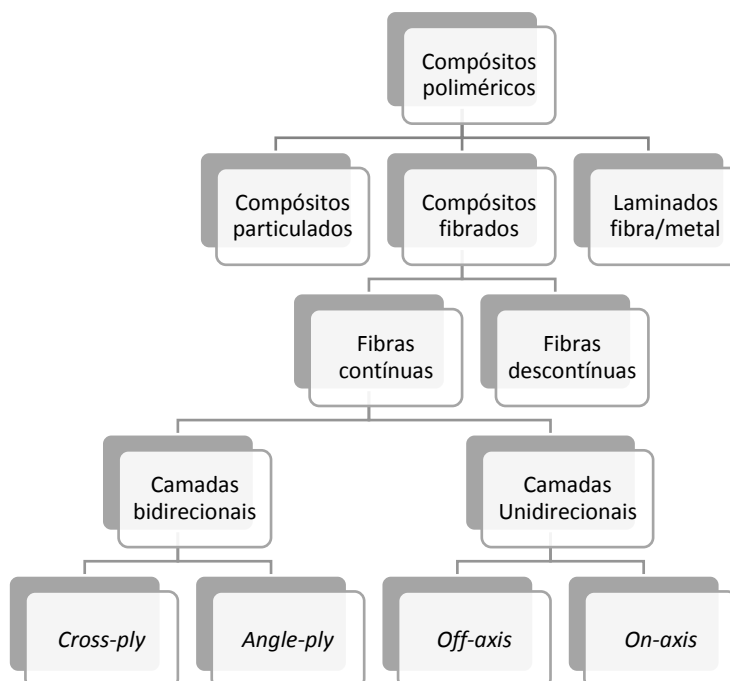 Compósitos
poliméricos
Compósitos
particulados
Compósitos
fibrados
Laminados
fibra/metal
Fibras
contínuas
Fibras
descontínuas
Camadas
bidirecionais
Camadas
Unidirecionais
Cross-ply
Angle-ply
Off-axis
On-axis